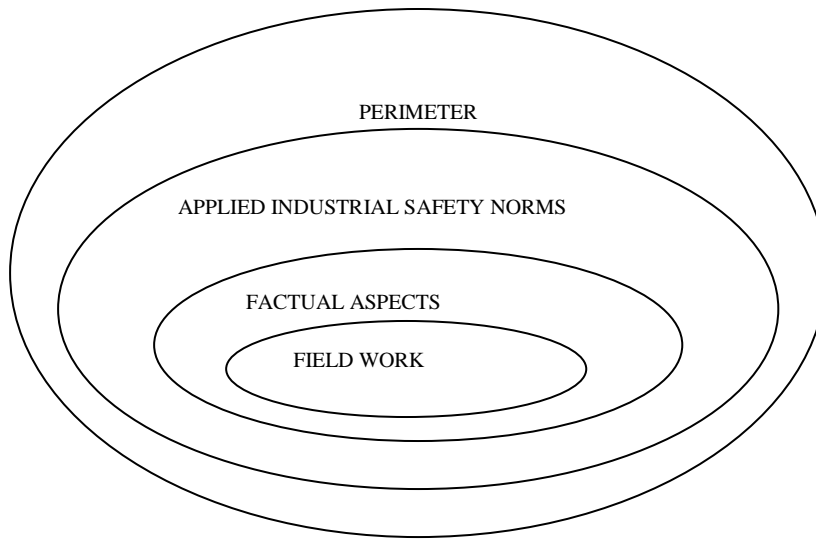 PERIMETER
APPLIED INDUSTRIAL SAFETY NORMS
FACTUAL ASPECTS
FIELD WORK